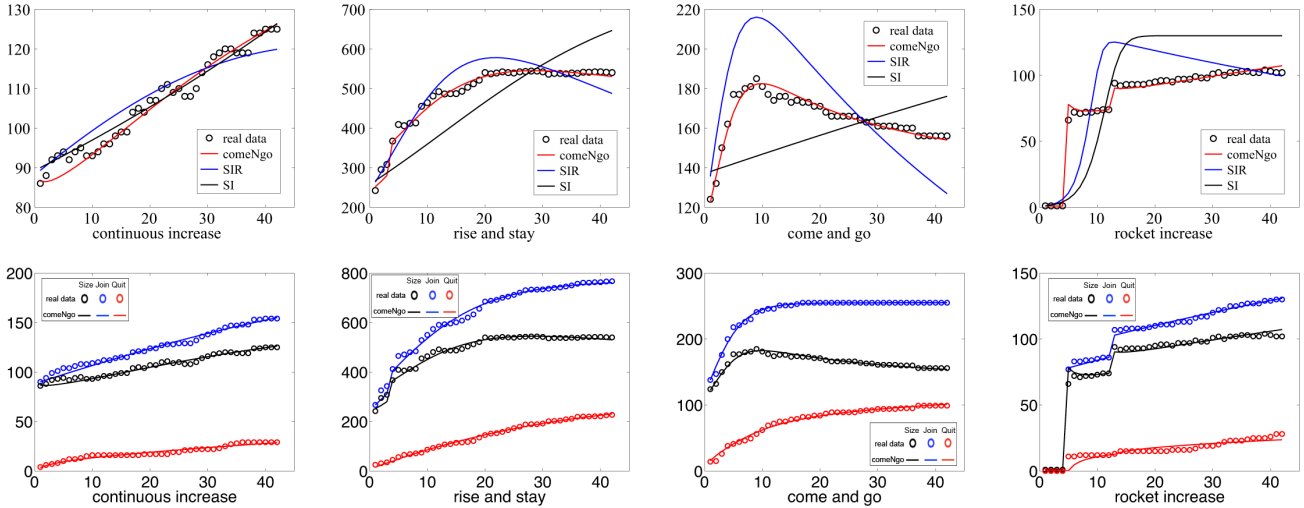 130
120
110
100
90
80
0 10 20 30 40
real data
comeNgo
SIR
SI
continuous increase
700
600
500
400
300
200
0 10 20 30 40
real data
comeNgo
SIR
SI
rise and stay
220
200
180
160
140
120
0 10 20 30 40
real data
comeNgo
SIR
SI
come and go
150
100
50
0
0 10 20 30 40
real data
comeNgo
SIR
SI
rocket increase
200
150
100
50
0
0 10 20 30 40
Size Join Quit
real data
comeNgo
continuous increase
800
600
400
200
0
0 10 20 30 40
Size Join Quit
real data
comeNgo
rise and stay
300
200
100
0
0 10 20 30 40
Size Join Quit
real data
comeNgo
come and go
150
100
50
0
0 10 20 30 40
Size Join Quit
real data
comeNgo
rocket increase